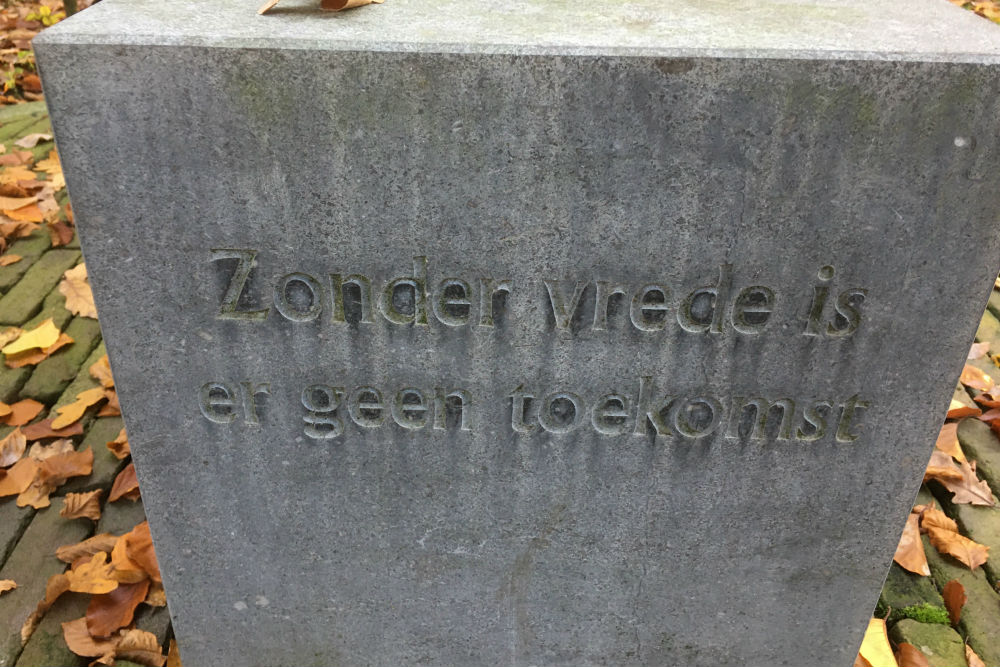 Zonder vrede is
er geen toekomst